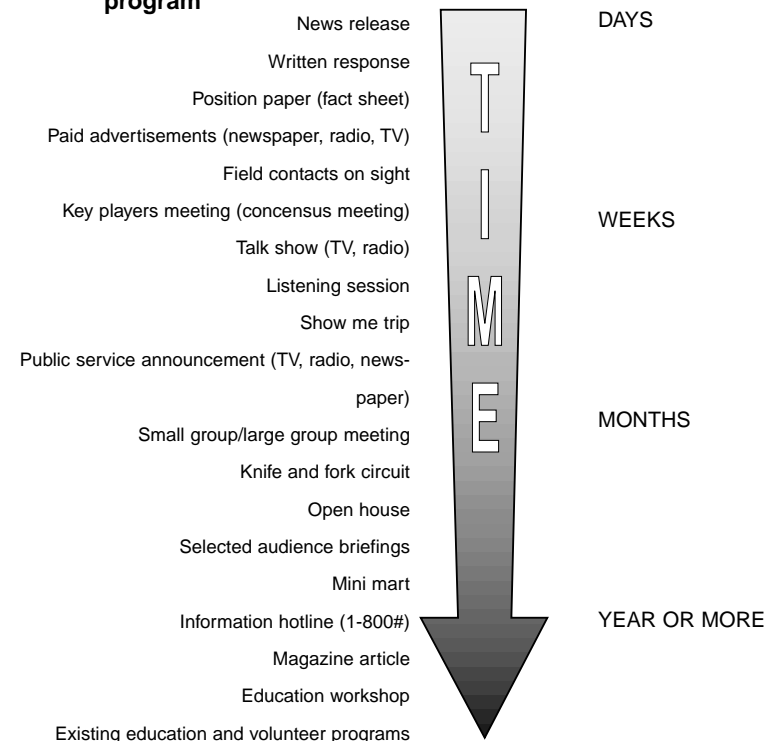 program
News release
Written response
Position paper (fact sheet)
Paid advertisements (newspaper, radio, TV)
Field contacts on sight
Key players meeting (concensus meeting)
Talk show (TV, radio)
Listening session
Show me trip
Public service announcement (TV, radio, news-
paper)
Small group/large group meeting
Knife and fork circuit
Open house
Selected audience briefings
Mini mart
Information hotline (1-800#)
Magazine article
Education workshop
Existing education and volunteer programs
TIME
DAYS
WEEKS
MONTHS
YEAR OR MORE